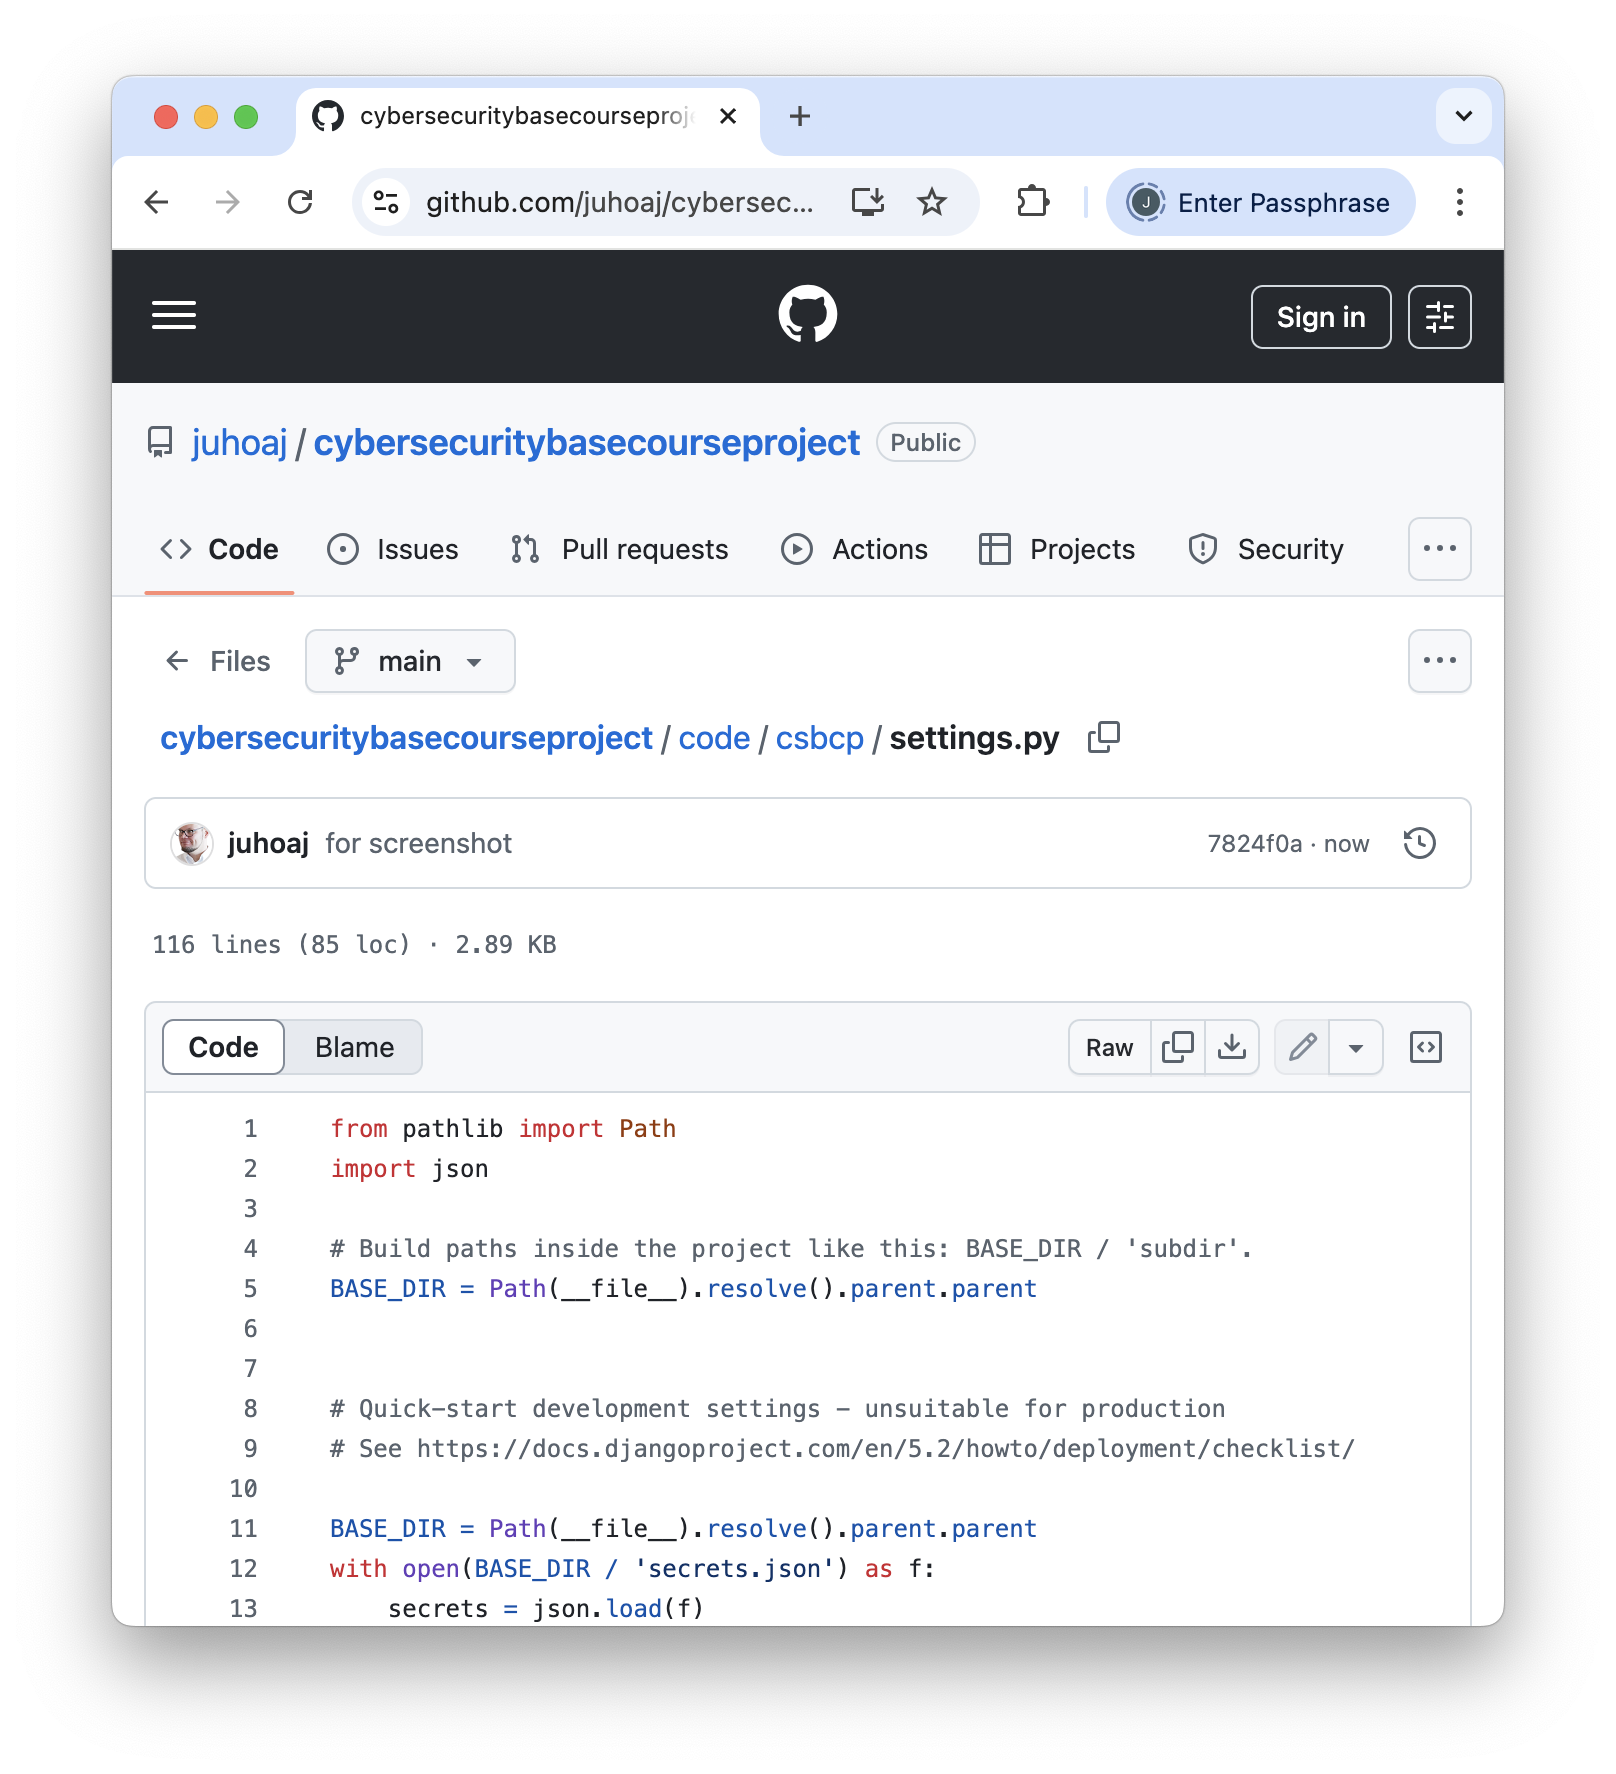 cybersecuritybasecourseproj
github.com/juhoaj/cybersec...
J
Enter Passphrase
Sign in
juhoaj / cybersecuritybasecourseproject Public
Code Issues Pull requests Actions Projects Security
Files main
cybersecuritybasecourseproject / code / csbcp / settings.py
juhoaj for screenshot 7824f0a · now
116 lines (85 loc) · 2.89 KB
Code Blame Raw
1 from pathlib import Path
2 import json
3
4 # Build paths inside the project like this: BASE_DIR / 'subdir'.
5 BASE_DIR = Path(__file__).resolve().parent.parent
6
7
8 # Quick-start development settings - unsuitable for production
9 # See https://docs.djangoproject.com/en/5.2/howto/deployment/checklist/
10
11 BASE_DIR = Path(__file__).resolve().parent.parent
12 with open(BASE_DIR / 'secrets.json') as f:
13     secrets = json.load(f)